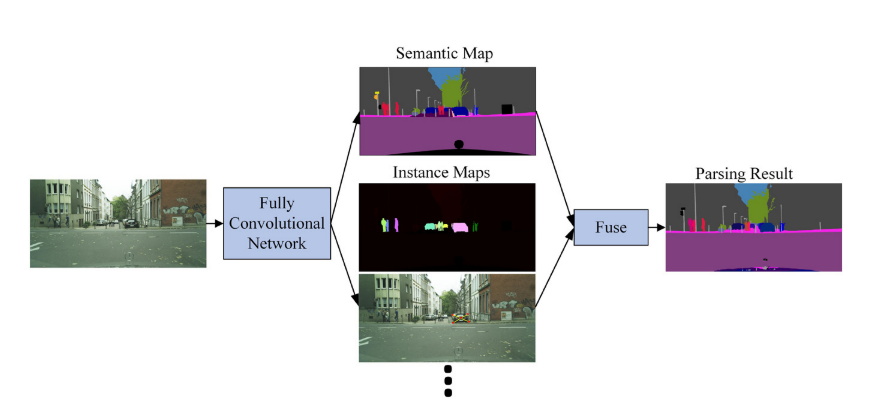 Semantic Map
Instance Maps
Fully
Convolutional
Network
Fuse
Parsing Result